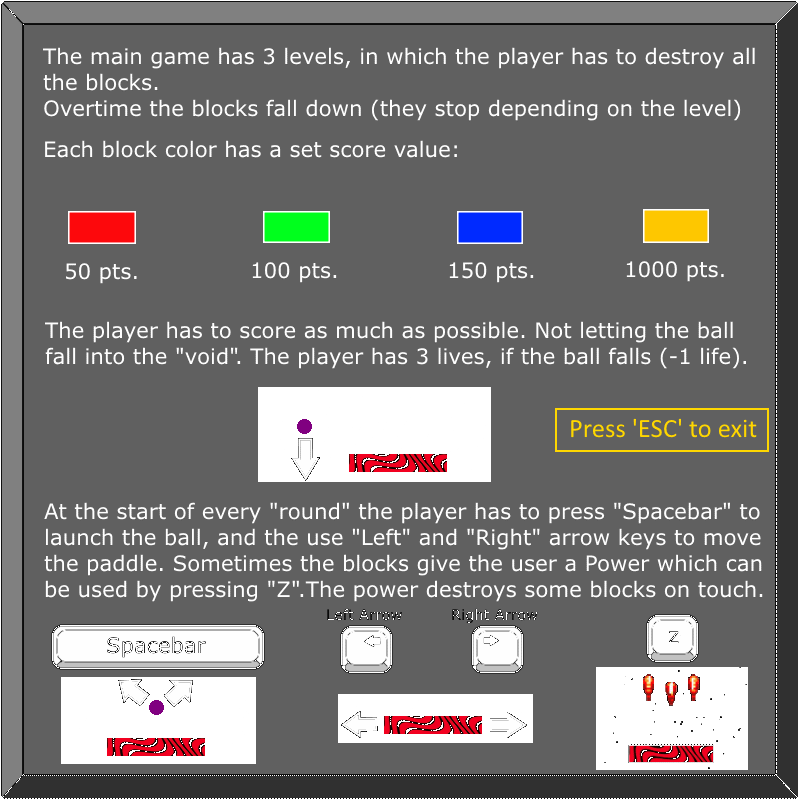 The main game has 3 levels, in which the player has to destroy all
the blocks.
Overtime the blocks fall down (they stop depending on the level)
Each block color has a set score value:
50 pts. 100 pts. 150 pts. 1000 pts.
The player has to score as much as possible. Not letting the ball
fall into the "void". The player has 3 lives, if the ball falls (-1 life).
Press 'ESC' to exit
At the start of every "round" the player has to press "Spacebar" to
launch the ball, and the use "Left" and "Right" arrow keys to move
the paddle. Sometimes the blocks give the user a Power which can
be used by pressing "Z".The power destroys some blocks on touch.
Left Arrow Right Arrow
Spacebar Z